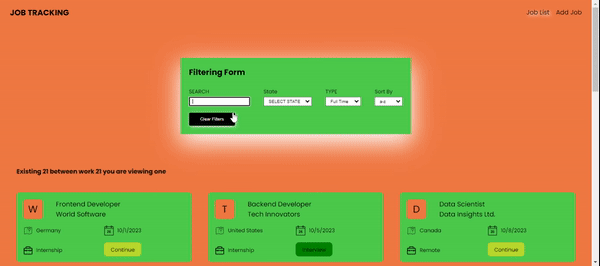 JOB TRACKING
Job List Add Job
Filtering Form
SEARCH State TYPE Sort By
SELECT STATE Full Time a-z
Clear Filters
Existing 21 between work 21 you are viewing one
W Frontend Developer
World Software
Germany 10/1/2023
Internship Continue
T Backend Developer
Tech Innovators
United States 10/5/2023
Internship Interview
D Data Scientist
Data Insights Ltd.
Canada 10/8/2023
Remote Continue